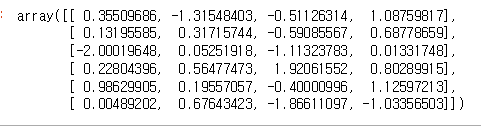 : array([[ 0.35509686, -1.31548403, -0.51126314, 1.08759817],
[ 0.13195585, 0.31715744, -0.59085567, 0.68778659],
[-2.00019648, 0.05251918, -1.11323783, 0.01331748],
[ 0.22804396, 0.56477473, 1.92061552, 0.80289915],
[ 0.98629905, 0.19557057, -0.40000996, 1.12597213],
[ 0.00489202, 0.67643423, -1.86611097, -1.03356503]])